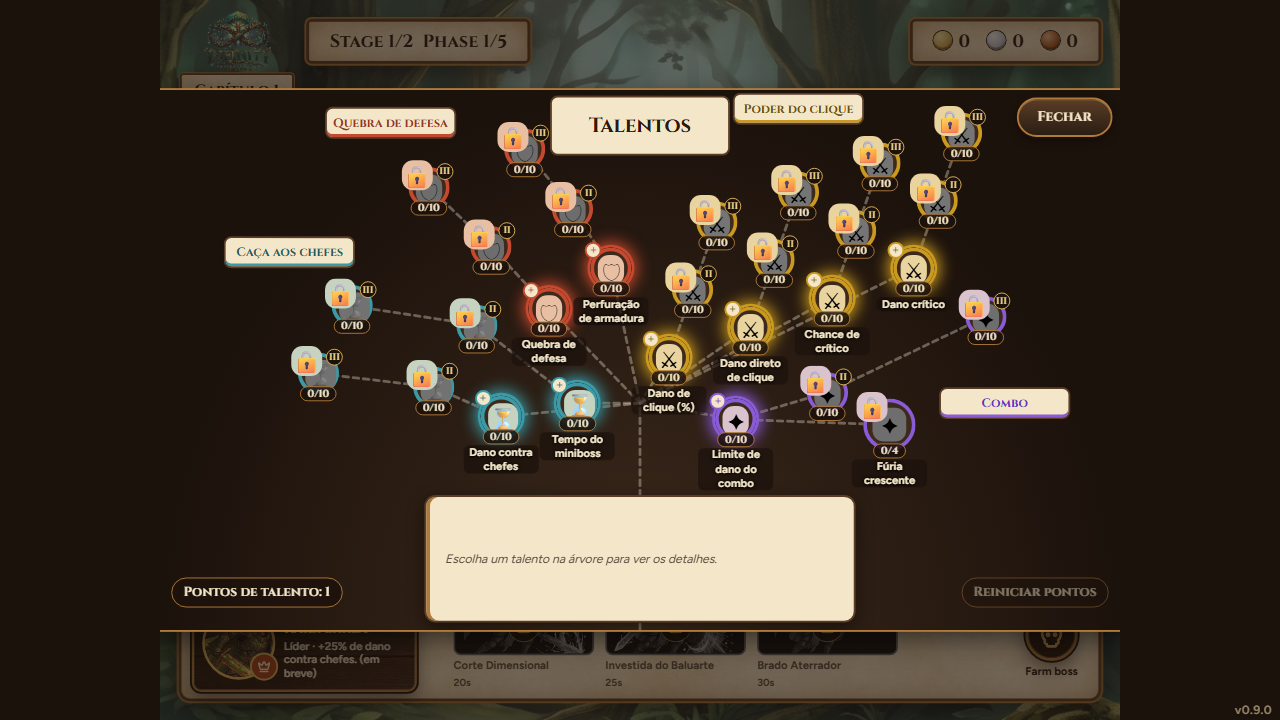 Stage 1/2 Phase 1/5
0 0 0
Capítulo 1
Quebra de defesa
Talentos
Poder do clique
Fechar
III
0/10
III
0/10
III
0/10
III
0/10
II
0/10
III
0/10
II
0/10
III
0/10
II
0/10
II
0/10
II
0/10
Caça aos chefes
0/10
Perfuração
de armadura
0/10
Dano crítico
II
0/10
III
0/10
II
0/10
0/10
Quebra de
defesa
0/10
Dano direto
de clique
0/10
Chance de
crítico
III
0/10
III
0/10
II
0/10
0/10
Dano de
clique (%)
II
0/10
Combo
0/10
Dano contra
chefes
0/10
Tempo do
miniboss
0/10
Limite de
dano do
combo
0/4
Fúria
crescente
Escolha um talento na árvore para ver os detalhes.
Pontos de talento: 1
Reiniciar pontos
Líder · +25% de dano
contra chefes. (em
breve)
Corte Dimensional
20s
Investida do Baluarte
25s
Brado Aterrador
30s
Farm boss
v0.9.0